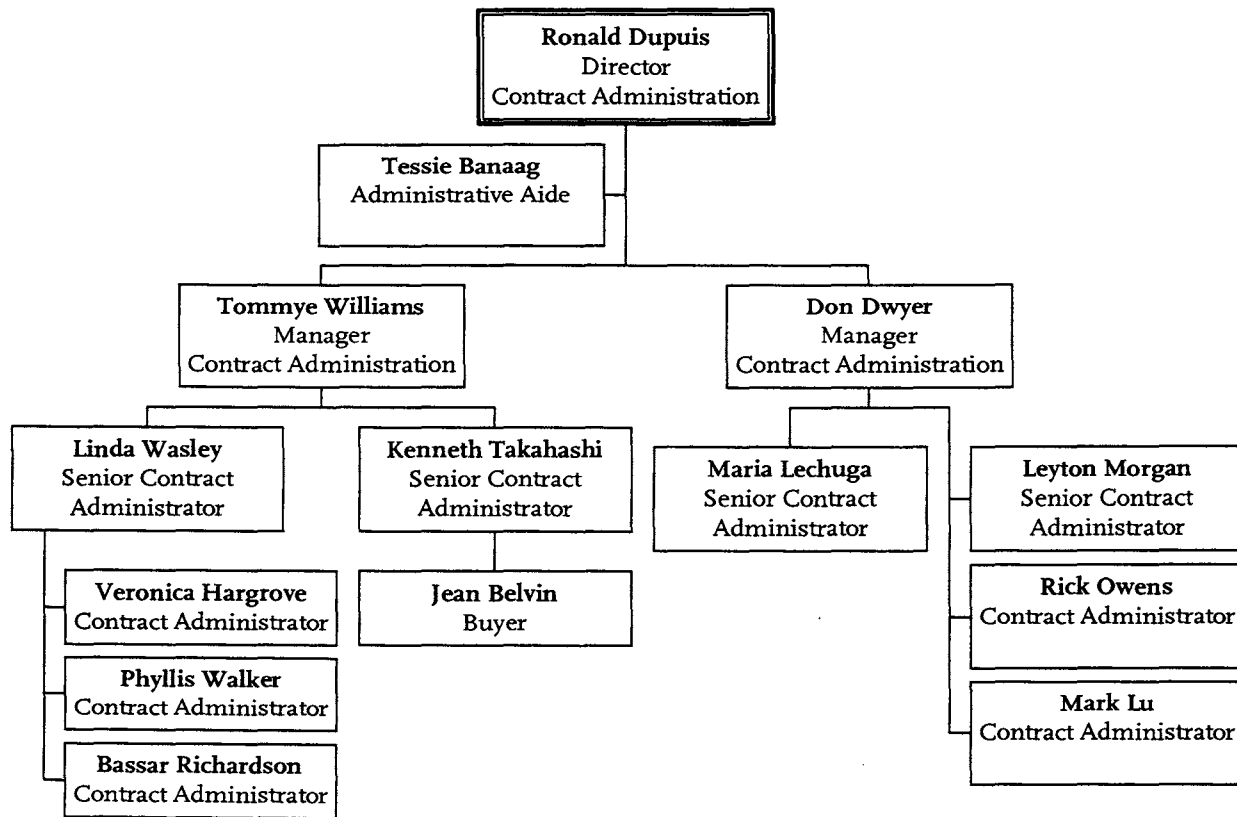 Ronald Dupuis
Director
Contract Administration
Tessie Banaag
Administrative Aide
Tommye Williams
Manager
Contract Administration
Don Dwyer
Manager
Contract Administration
Linda Wasley
Senior Contract
Administrator
Kenneth Takahashi
Senior Contract
Administrator
Maria Lechuga
Senior Contract
Administrator
Leyton Morgan
Senior Contract
Administrator
Veronica Hargrove
Contract Administrator
Jean Belvin
Buyer
Rick Owens
Contract Administrator
Phyllis Walker
Contract Administrator
Mark Lu
Contract Administrator
Bassar Richardson
Contract Administrator